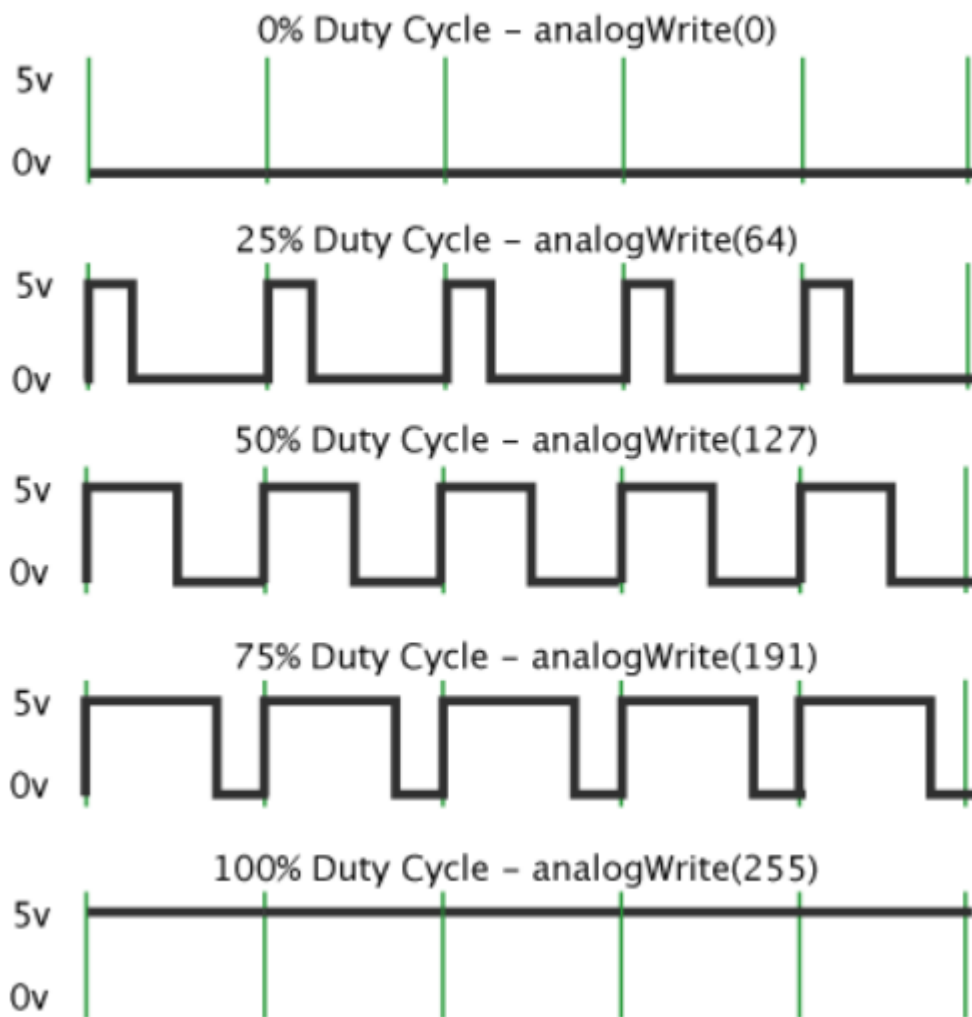 0% Duty Cycle – analogWrite(0)
5v
0v
25% Duty Cycle – analogWrite(64)
5v
0v
50% Duty Cycle – analogWrite(127)
5v
0v
75% Duty Cycle – analogWrite(191)
5v
0v
100% Duty Cycle – analogWrite(255)
5v
0v